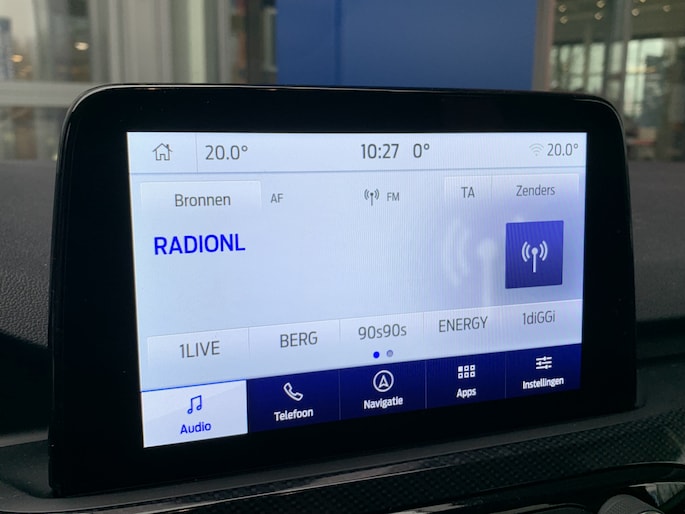 20.0° 10:27 0° 20.0°
Bronnen AF FM TA Zenders
RADIONL
1LIVE BERG 90s90s ENERGY 1diGGi
Audio Telefoon Navigatie Apps Instellingen